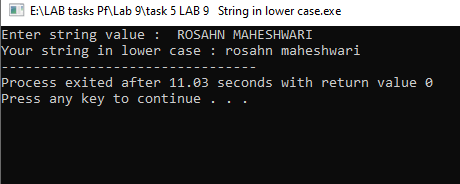 E:\LAB tasks Pf\Lab 9\task 5 LAB 9   String in lower case.exe
Enter string value :  ROSAHN MAHESHWARI
Your string in lower case : rosahn maheshwari
--------------------------------
Process exited after 11.03 seconds with return value 0
Press any key to continue . . .